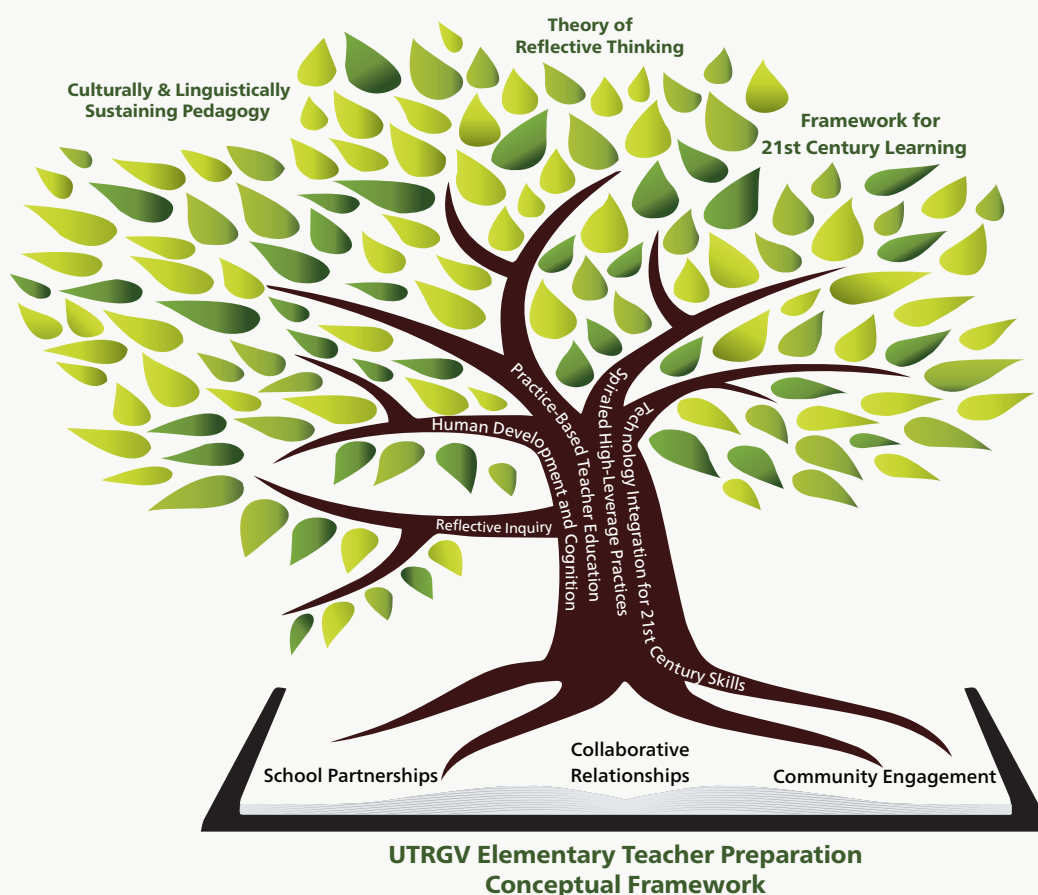 Theory of
Reflective Thinking
Culturally & Linguistically
Sustaining Pedagogy
Framework for
21st Century Learning
Practice-Based Teacher Education
Spiraled High-Leverage Practices
Technology Integration for 21st Century Skills
Human Development and Cognition
Reflective Inquiry
School Partnerships
Collaborative
Relationships
Community Engagement
UTRGV Elementary Teacher Preparation
Conceptual Framework